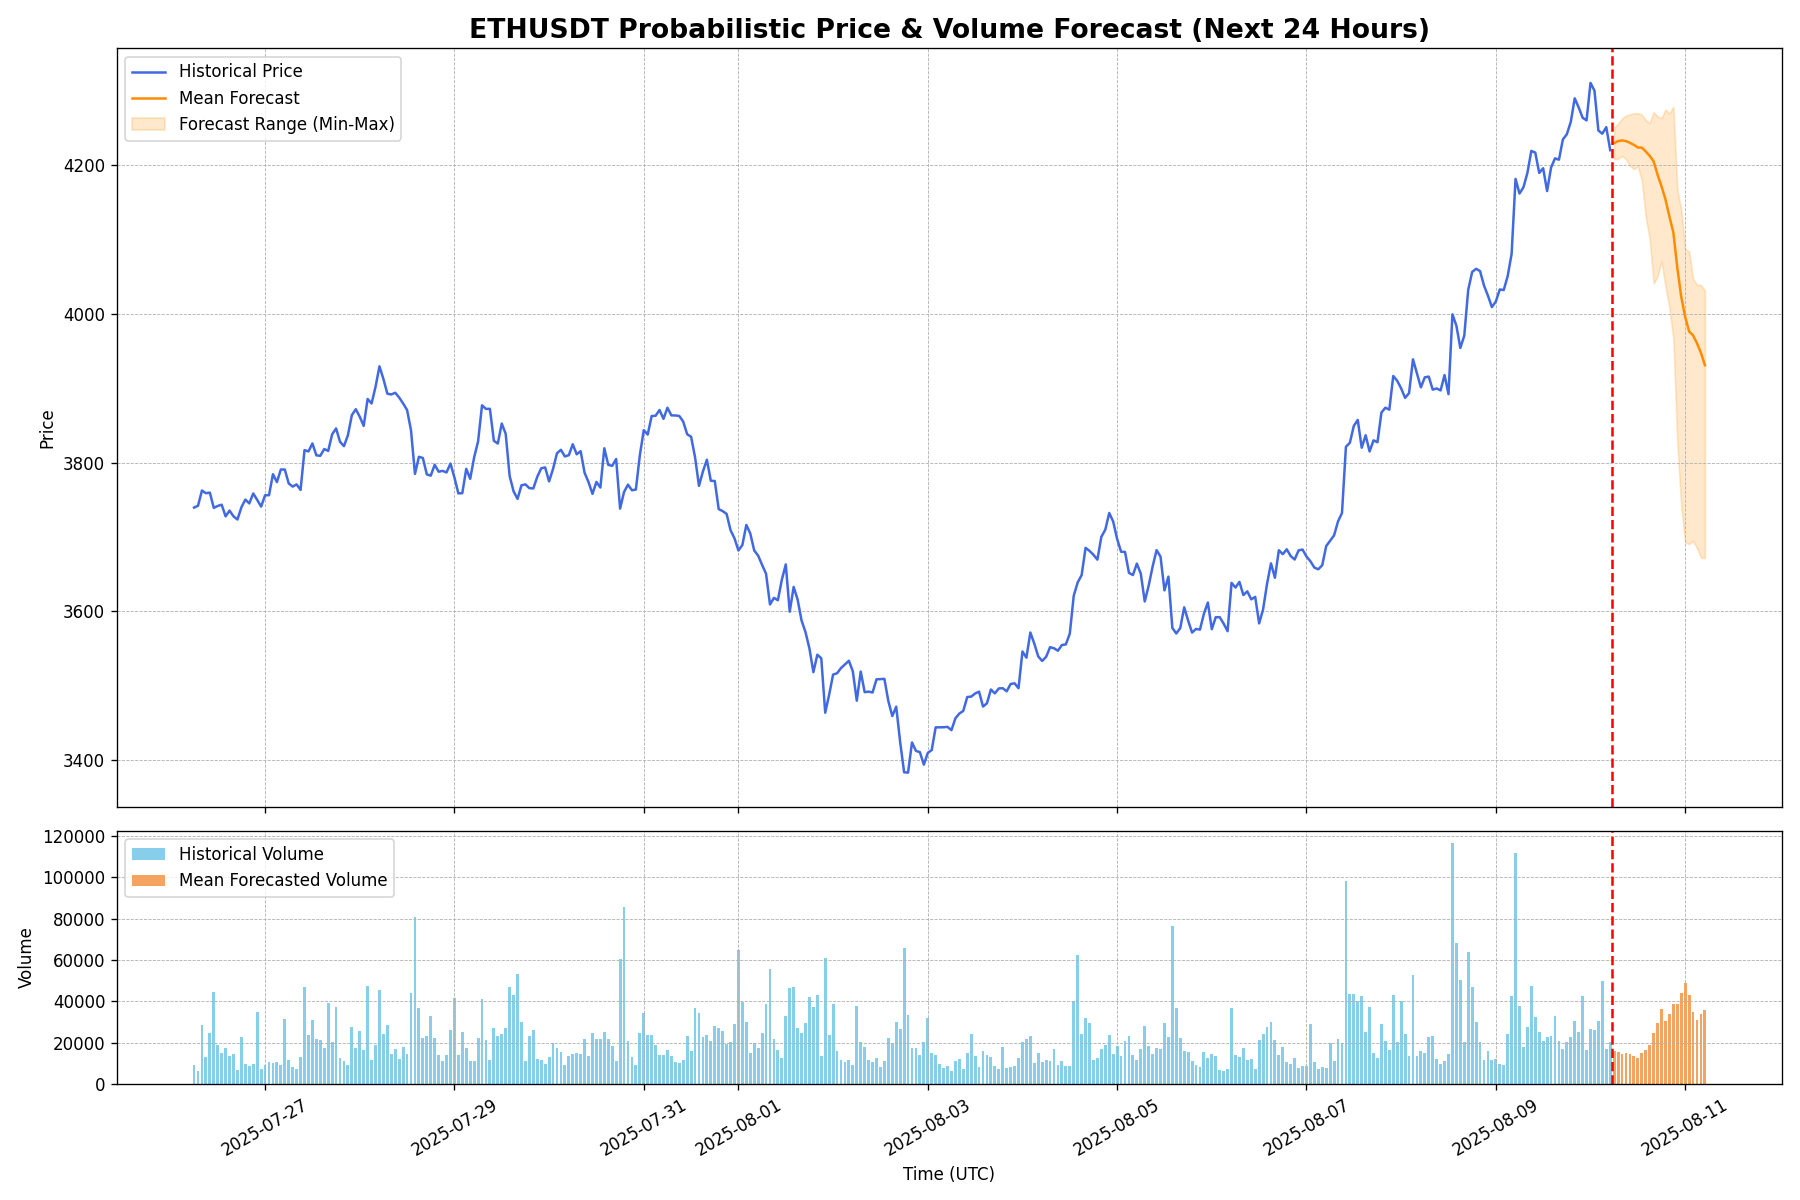 ETHUSDT Probabilistic Price & Volume Forecast (Next 24 Hours)
Historical Price
Mean Forecast
Forecast Range (Min-Max)
4200
4000
3800
3600
3400
Price
Historical Volume
Mean Forecasted Volume
120000
100000
80000
60000
40000
20000
0
Volume
2025-07-27
2025-07-29
2025-07-31
2025-08-01
2025-08-03
2025-08-05
2025-08-07
2025-08-09
2025-08-11
Time (UTC)